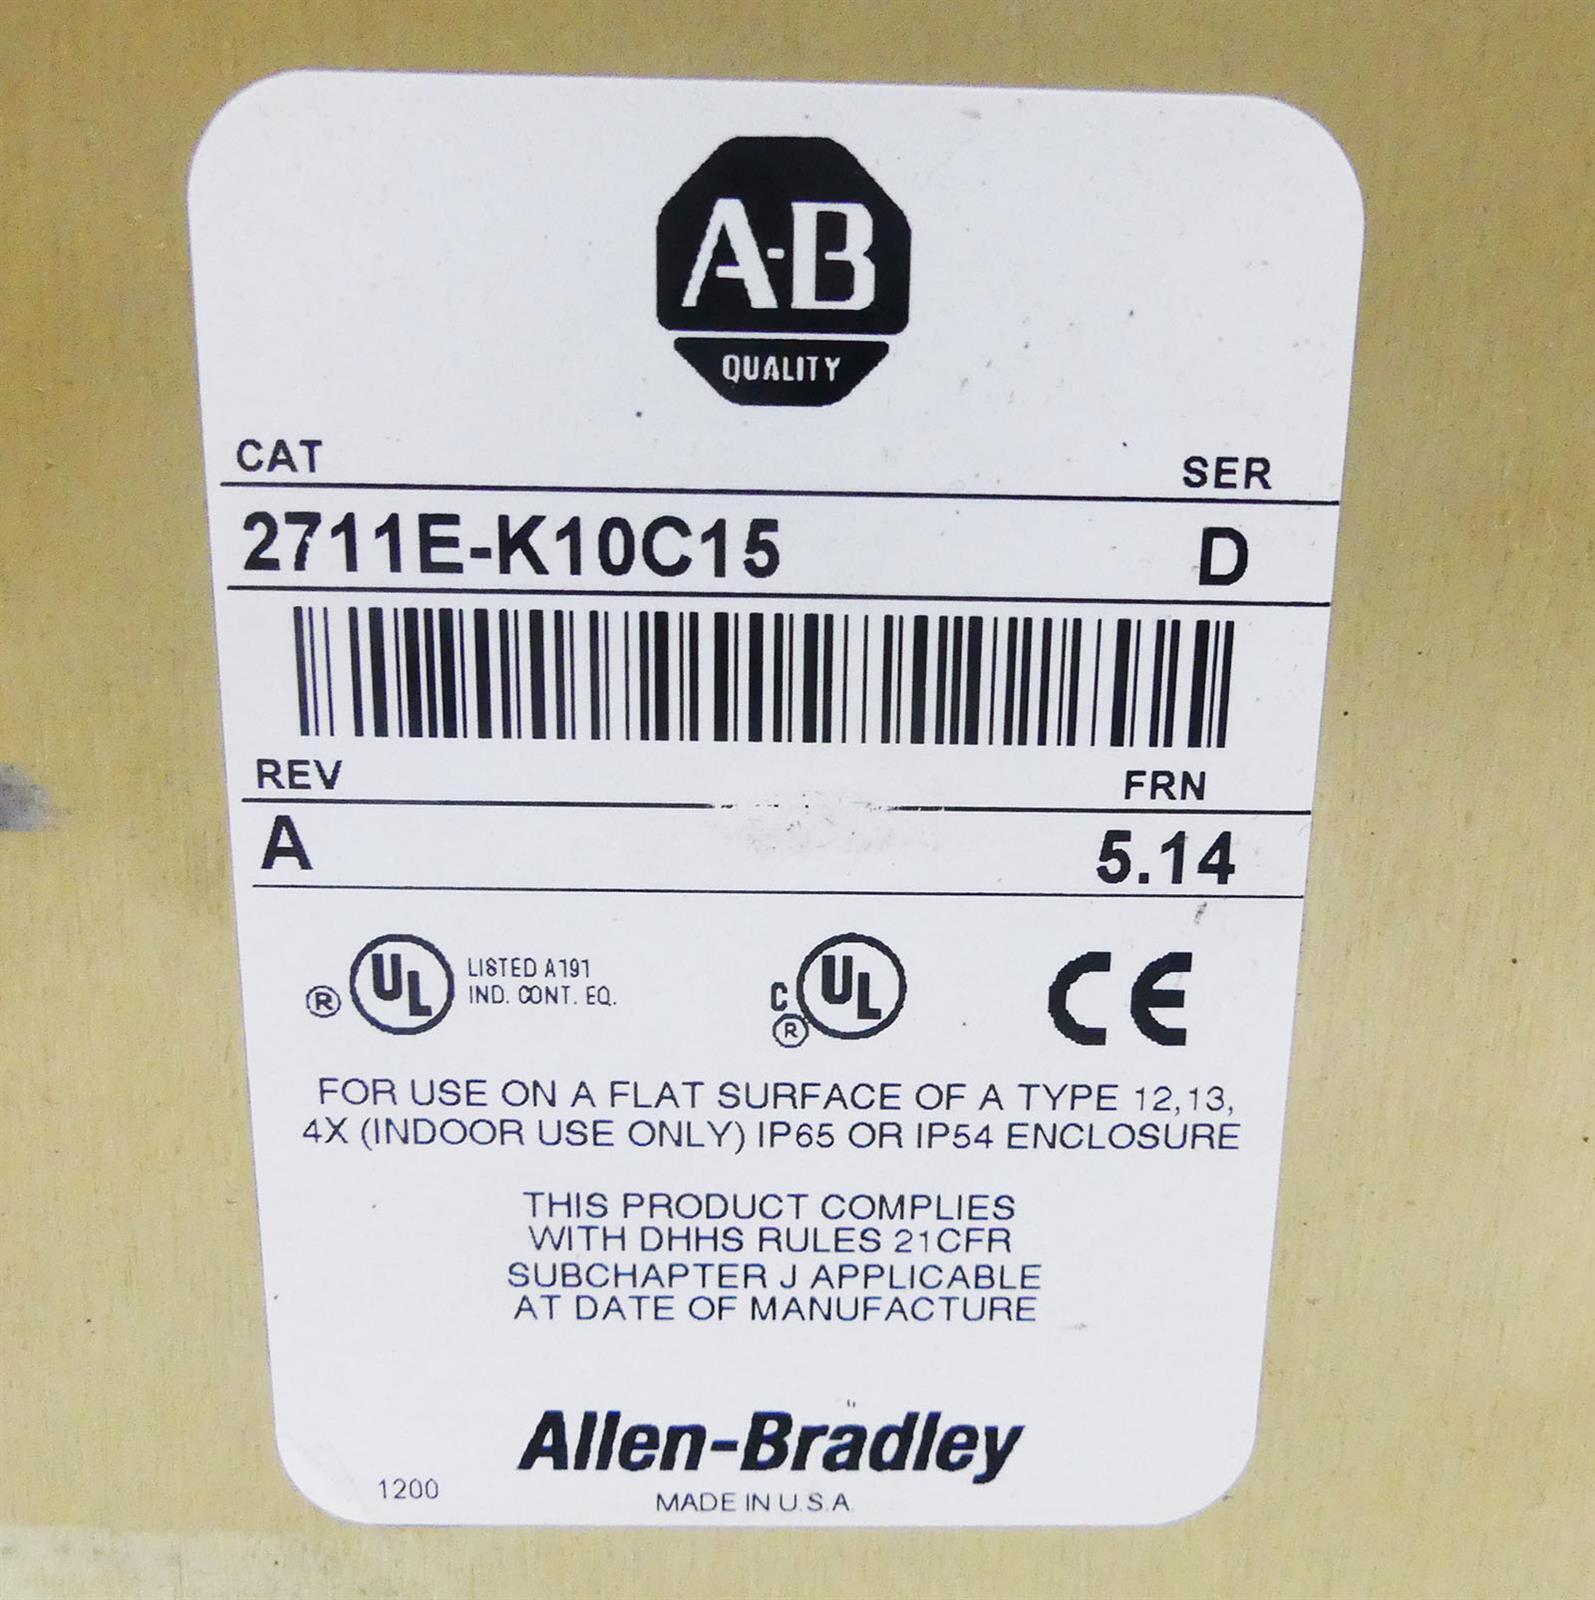 A-B
QUALITY
CAT SER
2711E-K10C15 D
REV FRN
A 5.14
® UL LISTED A191
IND. CONT. EQ.
C UL ®
CE
FOR USE ON A FLAT SURFACE OF A TYPE 12,13,
4X (INDOOR USE ONLY) IP65 OR IP54 ENCLOSURE
THIS PRODUCT COMPLIES
WITH DHHS RULES 21CFR
SUBCHAPTER J APPLICABLE
AT DATE OF MANUFACTURE
Allen-Bradley
1200 MADE IN U.S.A.